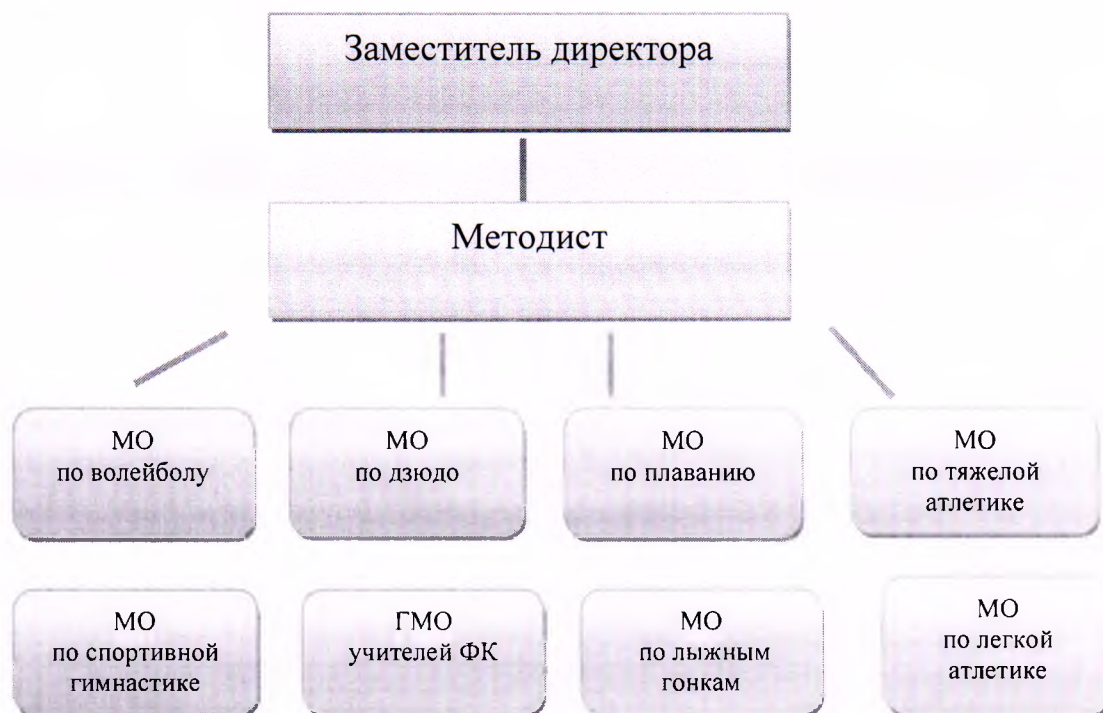 Заместитель директора
Методист
МО
по волейболу
МО
по дзюдо
МО
по плаванию
МО
по тяжелой
атлетике
МО
по спортивной
гимнастике
ГМО
учителей ФК
МО
по лыжным
гонкам
МО
по легкой
атлетике